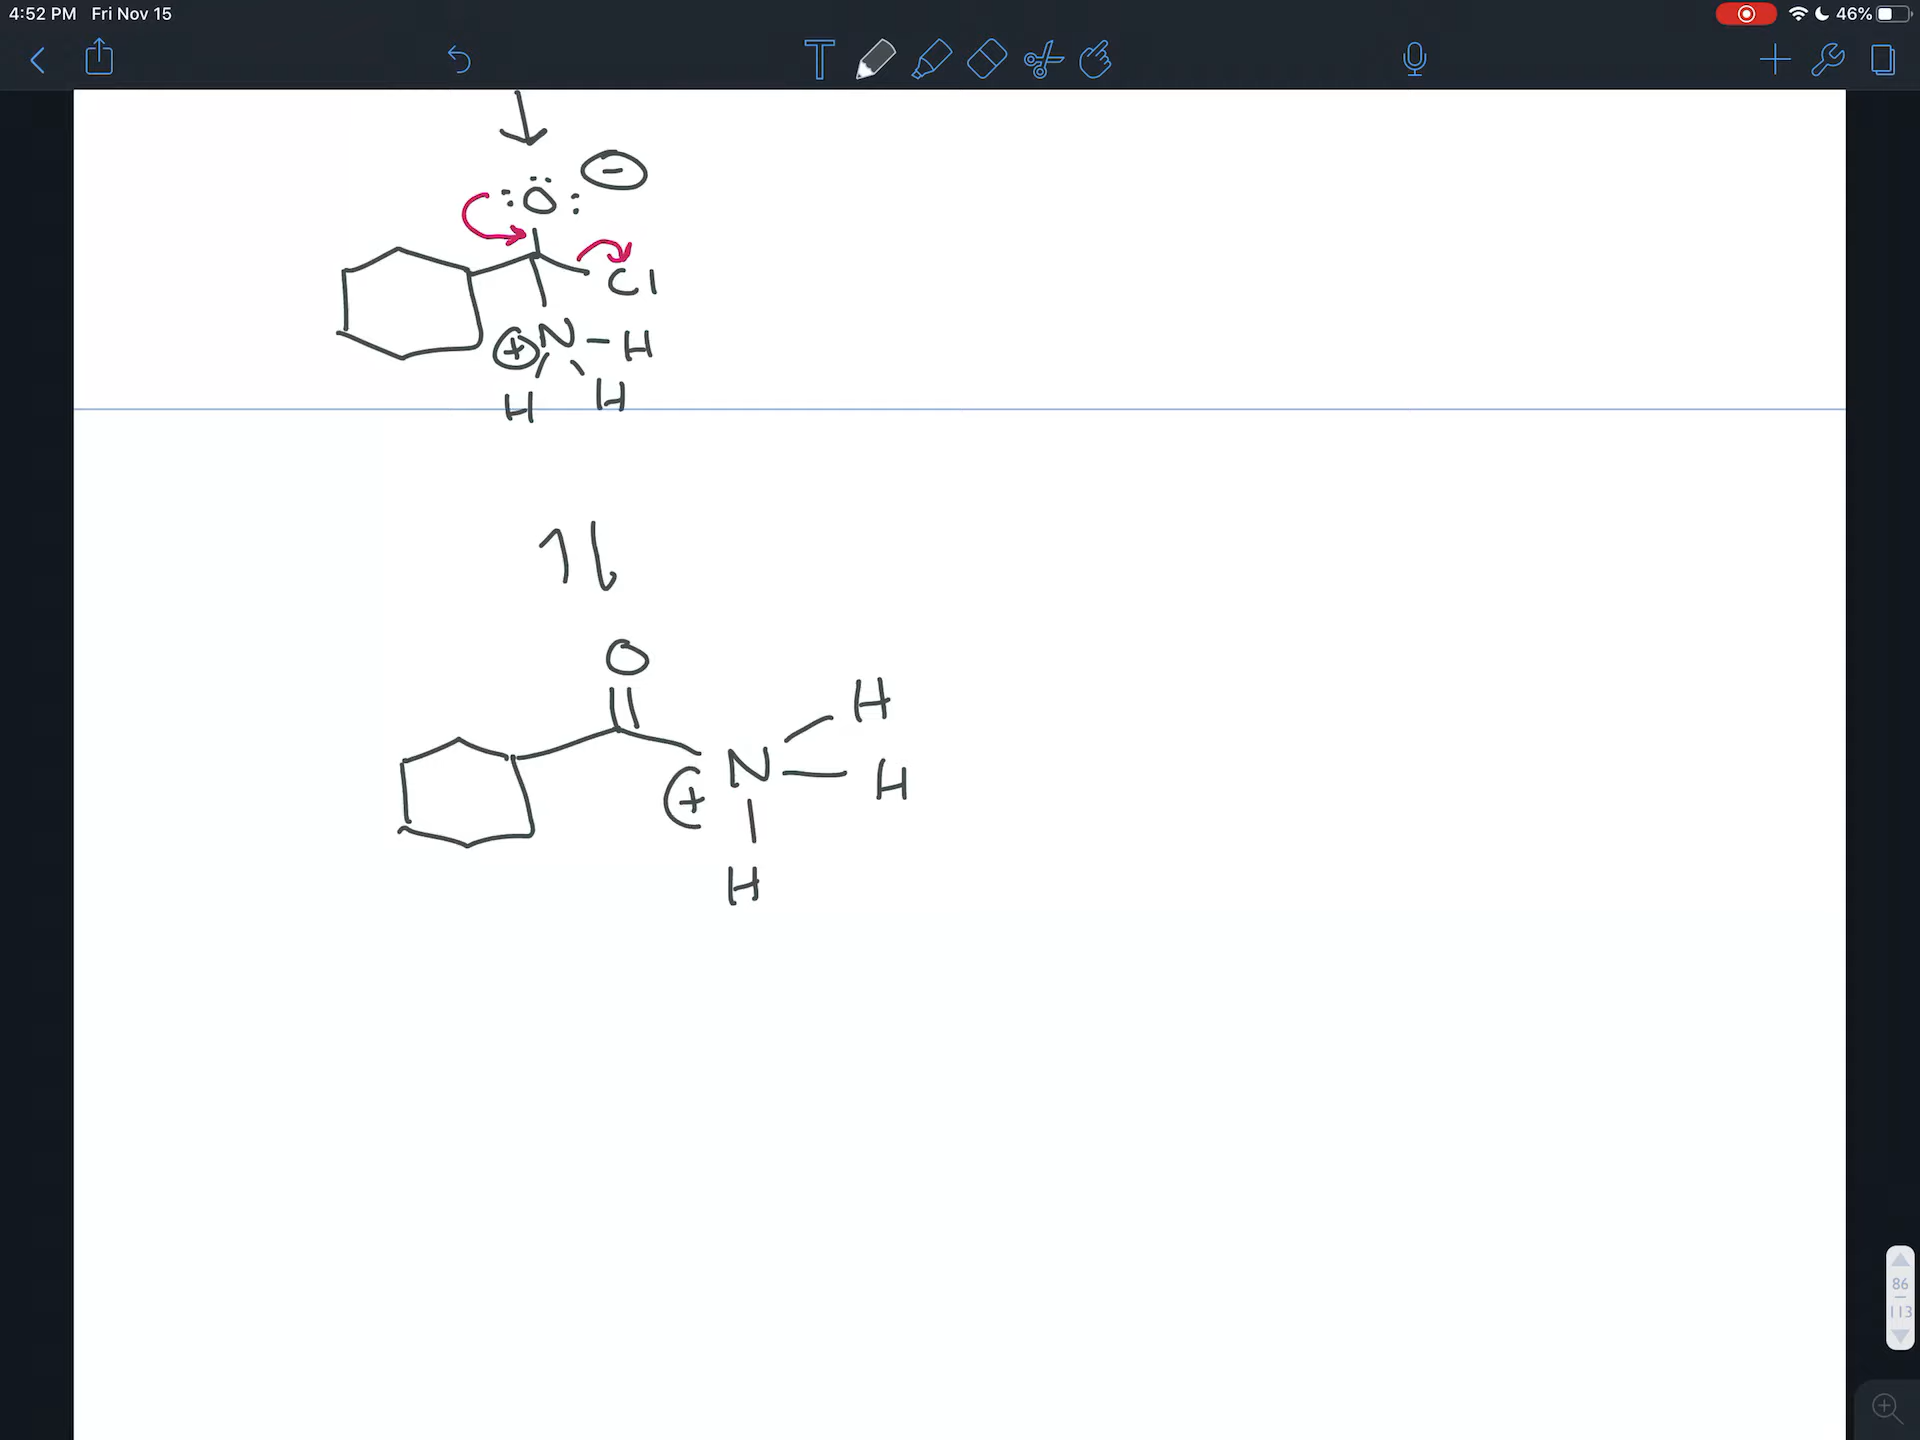 4:52 PM Fri Nov 15 46%
T
:Ö: −
Cl
+ N – H
H H
O
H
+ N — H
H
86
113